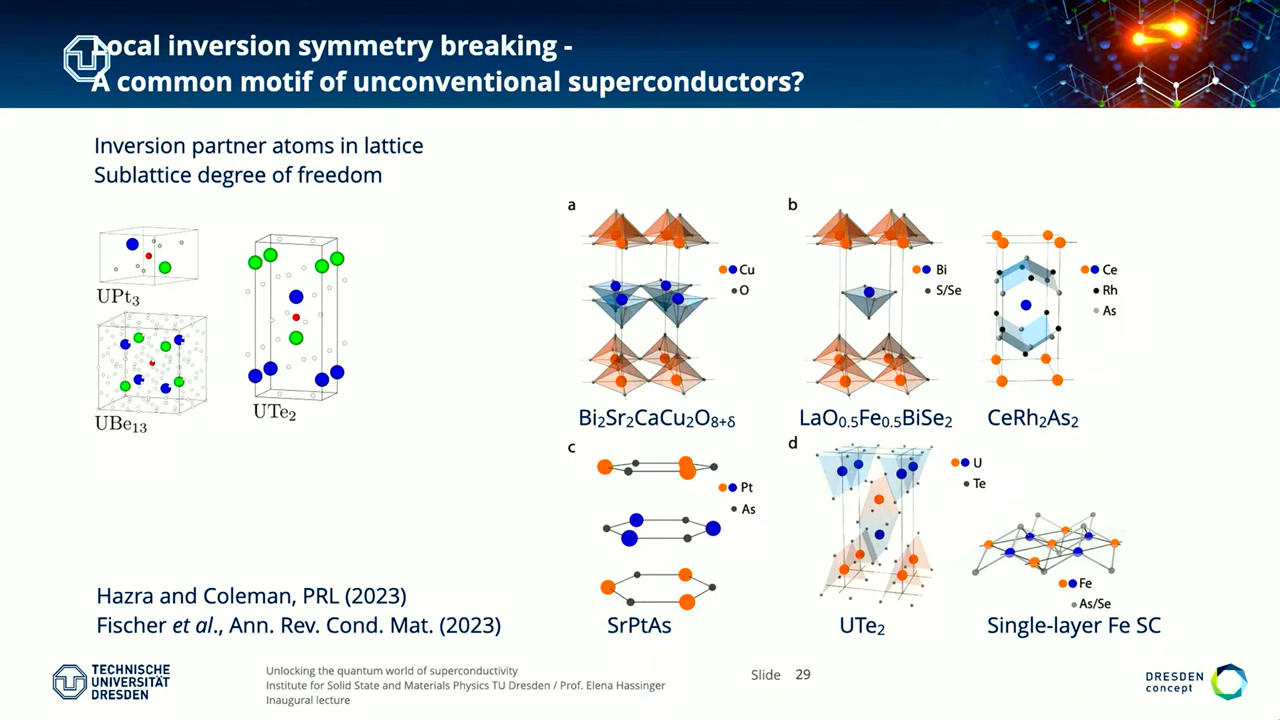 Local inversion symmetry breaking -
A common motif of unconventional superconductors?
Inversion partner atoms in lattice
Sublattice degree of freedom
UPt₃
UBe₁₃
UTe₂
a
Cu
O
Bi₂Sr₂CaCu₂O₈₊δ
b
Bi
S/Se
LaO₀.₅Fe₀.₅BiSe₂
Ce
Rh
As
CeRh₂As₂
c
Pt
As
SrPtAs
d
U
Te
UTe₂
Fe
As/Se
Single-layer Fe SC
Hazra and Coleman, PRL (2023)
Fischer et al., Ann. Rev. Cond. Mat. (2023)
TECHNISCHE
UNIVERSITÄT
DRESDEN
Unlocking the quantum world of superconductivity
Institute for Solid State and Materials Physics TU Dresden / Prof. Elena Hassinger
Inaugural lecture
Slide 29
DRESDEN
concept